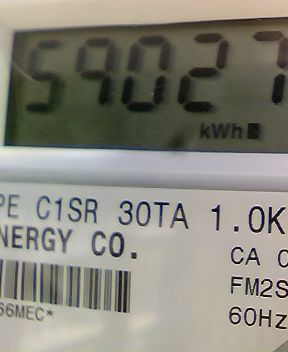 59027
kWh
PE C1SR 30TA 1.0K
NERGY CO.
CA
FM2S
60Hz
66MEC*